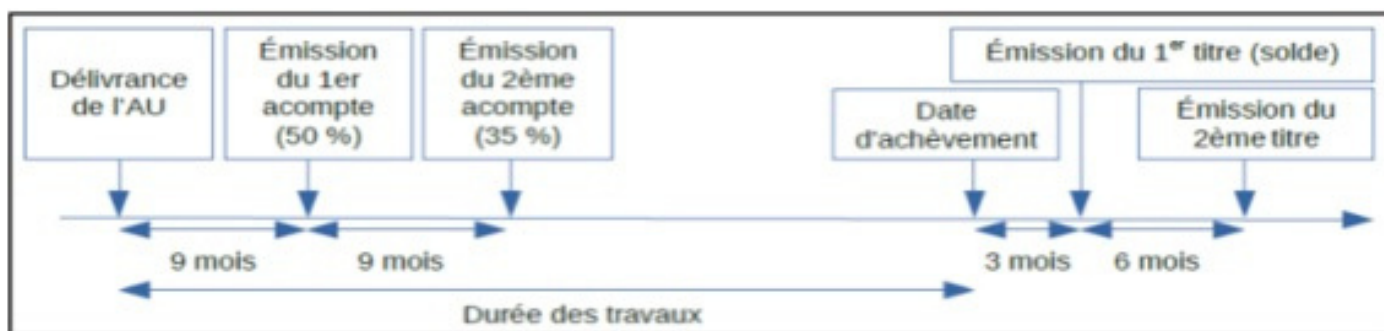 Délivrance
de l'AU
Émission
du 1er
acompte
(50 %)
Émission
du 2ème
acompte
(35 %)
Émission du 1er titre (solde)
Date
d'achèvement
Émission du
2ème titre
9 mois
9 mois
3 mois
6 mois
Durée des travaux